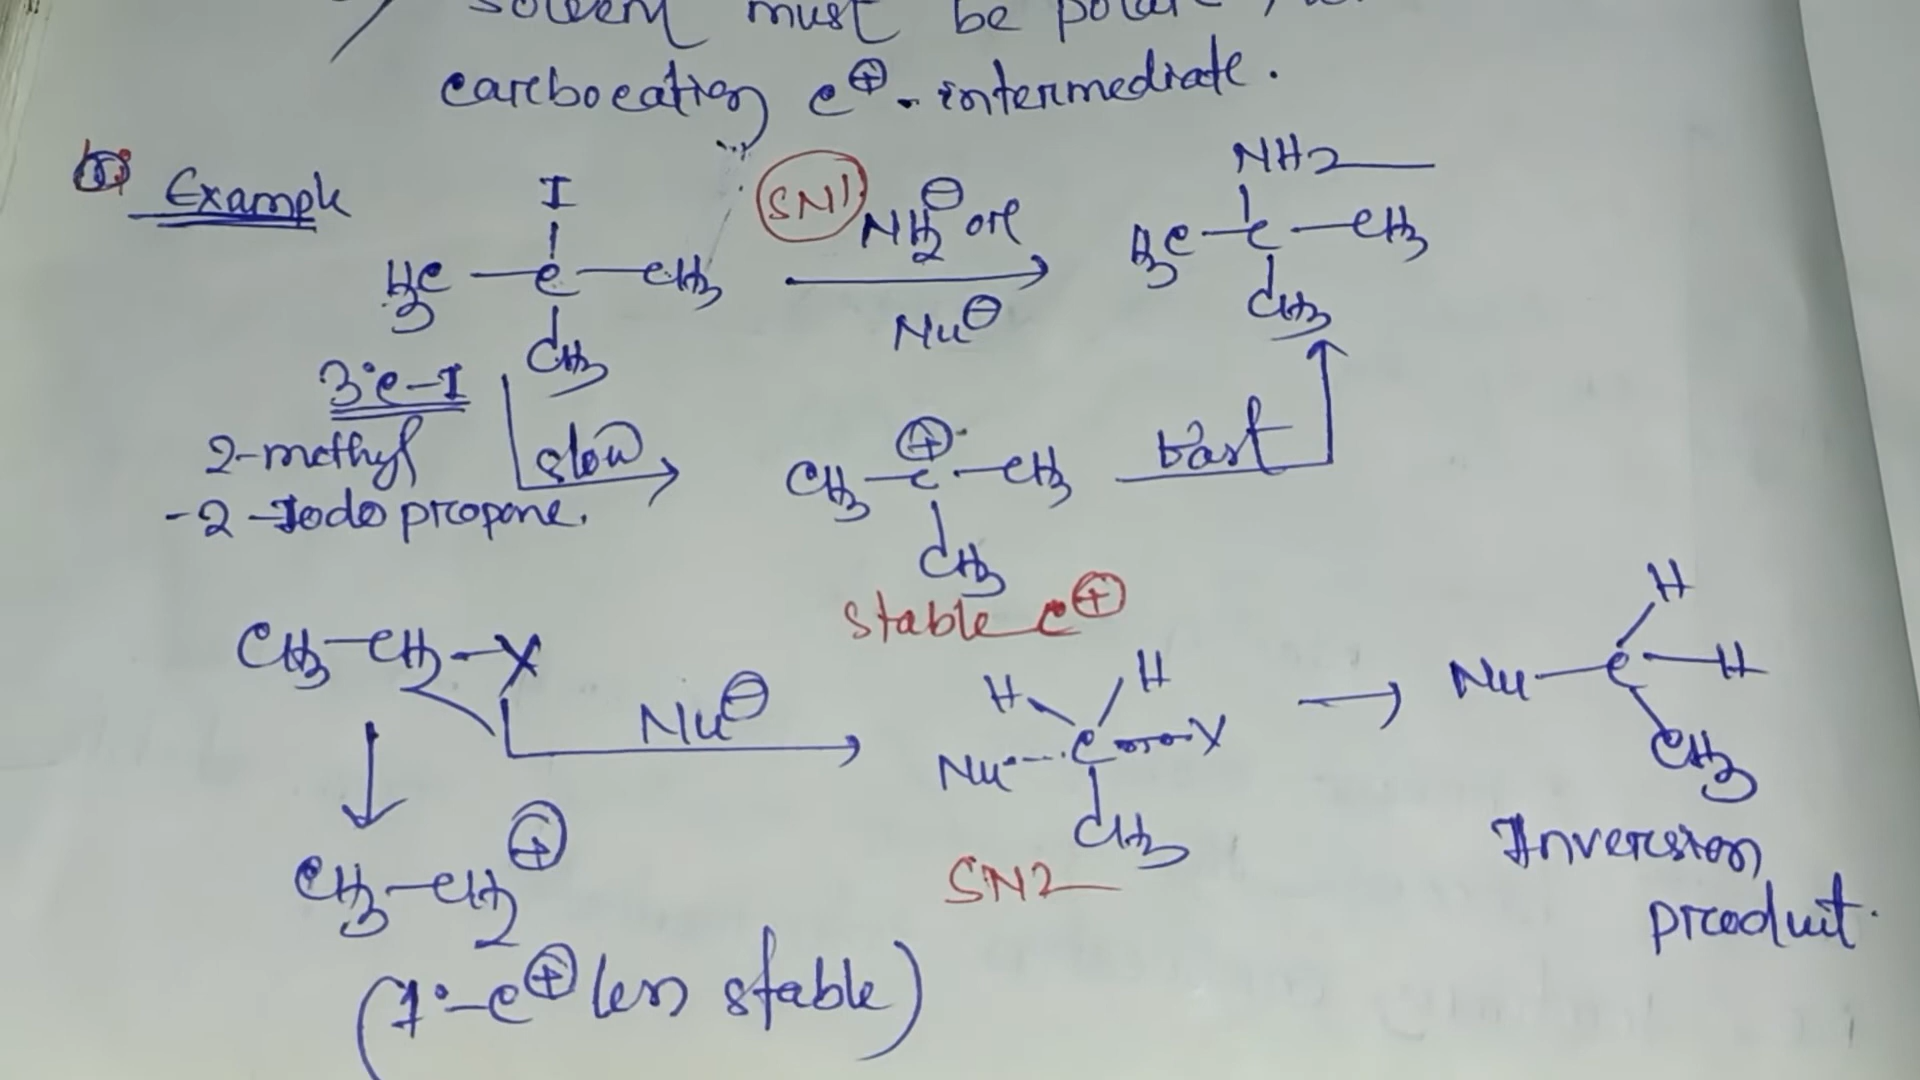 solvent must be polar
carbocation C⊕-intermediate.
Example
I
H3C — C — CH3
CH3
SN1
NH2⊖ or
Nu⊖
NH2
H3C — C — CH3
CH3
3°C-I
2-methyl
-2-Iodo propane.
slow
⊕
CH3 — C — CH3
CH3
fast
stable C⊕
CH3-CH2-X
Nu⊖
H H
Nu---C---X
CH3
SN2
H
Nu — C — H
CH3
Inversion
product.
CH3-CH2⊕
(1°-C⊕ less stable)